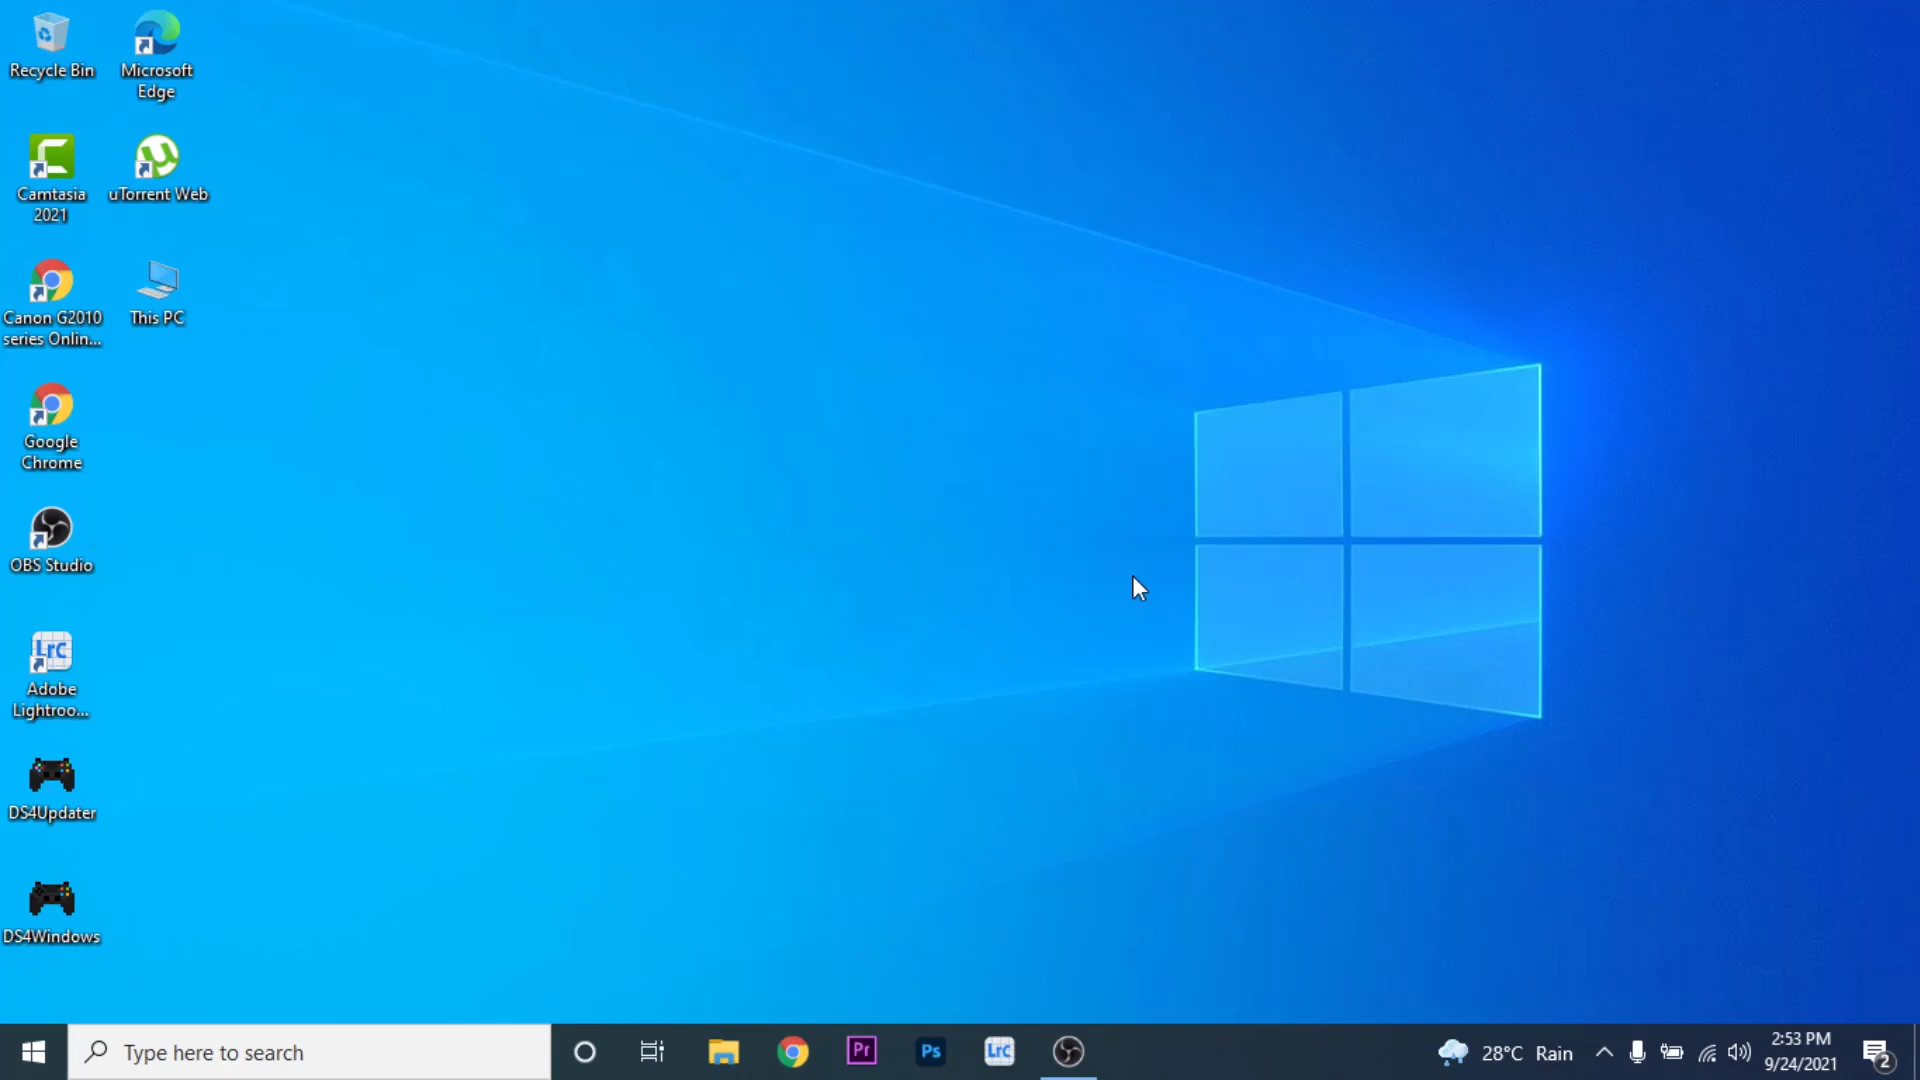 Recycle Bin
Microsoft
Edge
Camtasia
2021
uTorrent Web
Canon G2010
series Onlin...
This PC
Google
Chrome
OBS Studio
LrC
Adobe
Lightroo...
DS4Updater
DS4Windows
Type here to search
Pr
Ps
LrC
28°C Rain
2:53 PM
9/24/2021
2